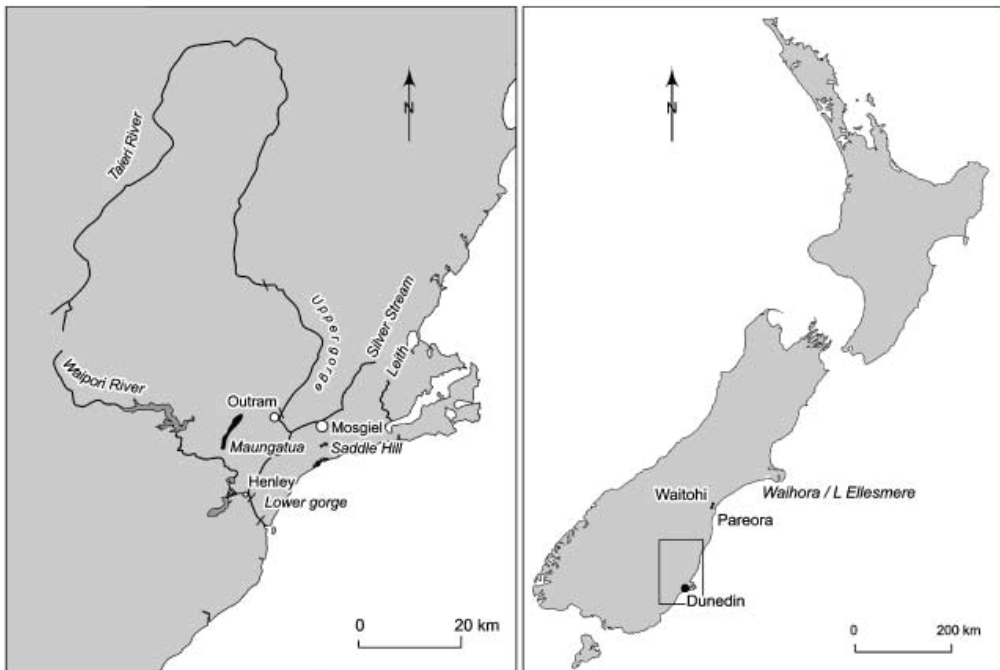 N
Taieri River
Upper gorge
Silver Stream
Leith
Waipori River
Outram
Mosgiel
Maungatua
Saddle Hill
Henley
Lower gorge
0 20 km
N
Waitohi
Waihora / L Ellesmere
Pareora
Dunedin
0 200 km